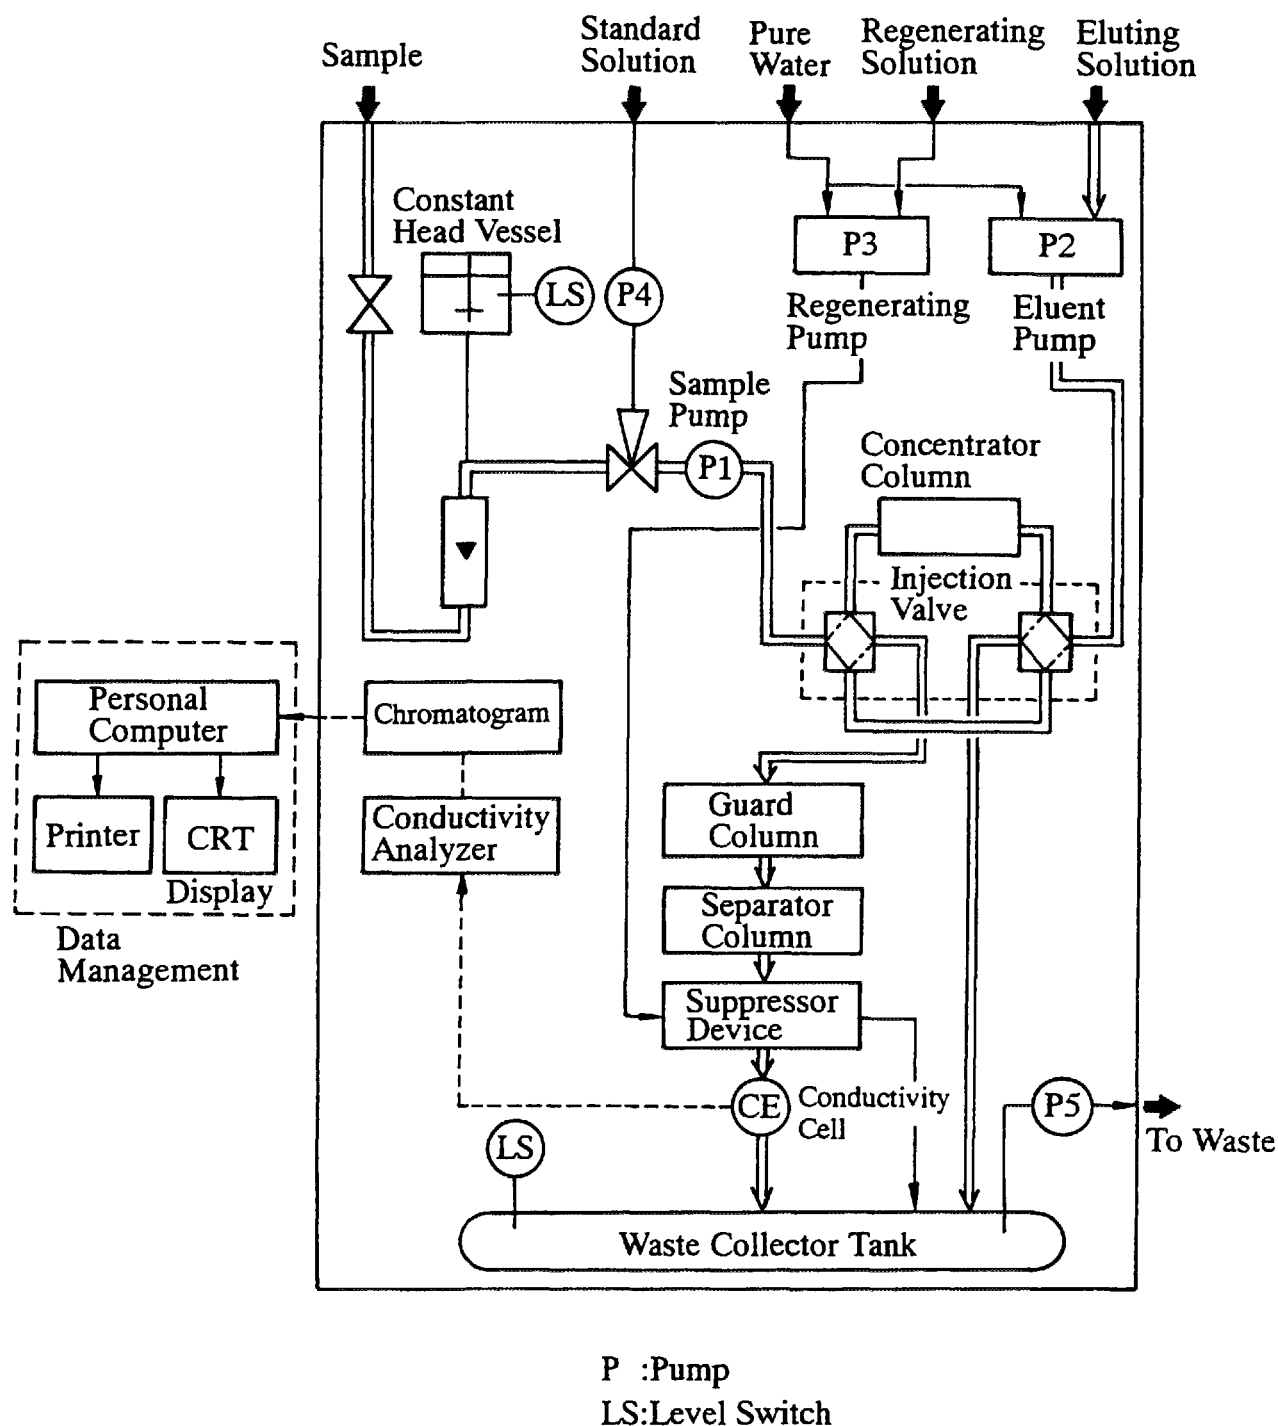 Sample
Standard
Solution
Pure
Water
Regenerating
Solution
Eluting
Solution
Constant
Head Vessel
LS
P4
P3
P2
Regenerating
Pump
Eluent
Pump
Sample
Pump
P1
Concentrator
Column
Injection
Valve
Personal
Computer
Chromatogram
Printer
CRT
Display
Data
Management
Conductivity
Analyzer
Guard
Column
Separator
Column
Suppressor
Device
CE
Conductivity
Cell
LS
P5
To Waste
Waste Collector Tank
P :Pump
LS:Level Switch